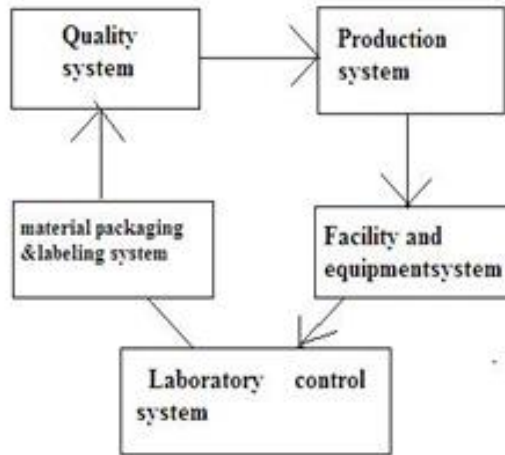 Quality
system
Production
system
material packaging
&labeling system
Facility and
equipmentsystem
Laboratory control
system